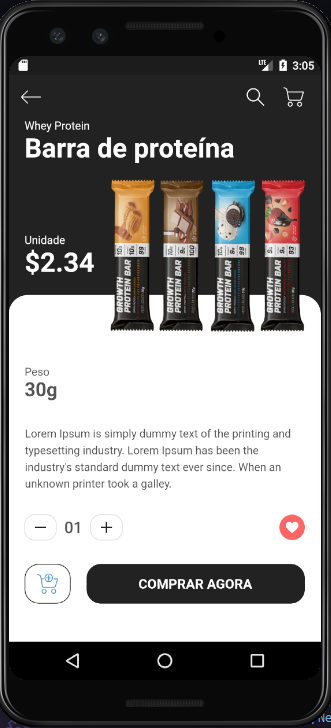 LTE 3:05
Whey Protein
Barra de proteína
Unidade
$2.34
GROWTH
PROTEIN BAR
GROWTH
PROTEIN BAR
GROWTH
PROTEIN BAR
GROWTH
PROTEIN BAR
Peso
30g
Lorem Ipsum is simply dummy text of the printing and
typesetting industry. Lorem Ipsum has been the
industry's standard dummy text ever since. When an
unknown printer took a galley.
01
COMPRAR AGORA